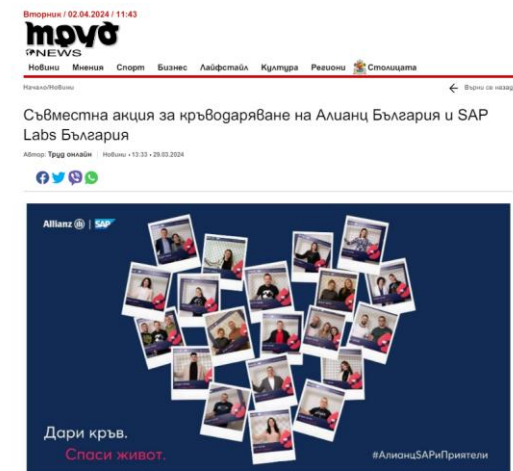 Вторник / 02.04.2024 / 11:43
труд
NEWS
Новини Мнения Спорт Бизнес Лайфстайл Култура Региони Столицата
Начало/Новини
Върни се назад
Съвместна акция за кръводаряване на Алианц България и SAP
Labs България
Автор: Труд онлайн | Новини • 13:33 • 29.03.2024
Allianz | SAP
Дари кръв.
Спаси живот.
#АлианцSAPиПриятели